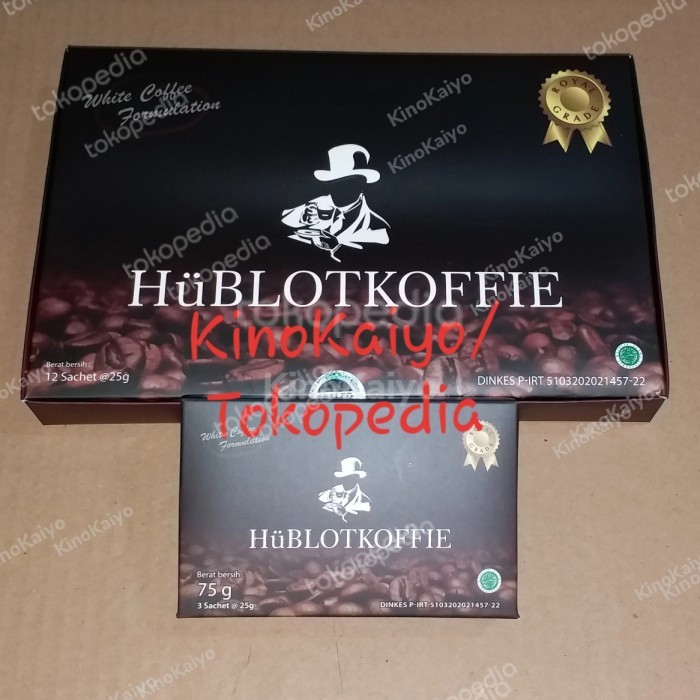 White Coffee
Formulation
ROYAL
GRADE
HüBLOTKOFFIE
Berat bersih :
12 Sachet @25g
DINKES P-IRT 5103202021457-22
KinoKaiyo/
Tokopedia
White Coffee
Formulation
GRADE
HüBLOTKOFFIE
Berat bersih
75 g
3 Sachet @ 25g
DINKES P-IRT 5103202021457-22
tokopedia
KinoKaiyo